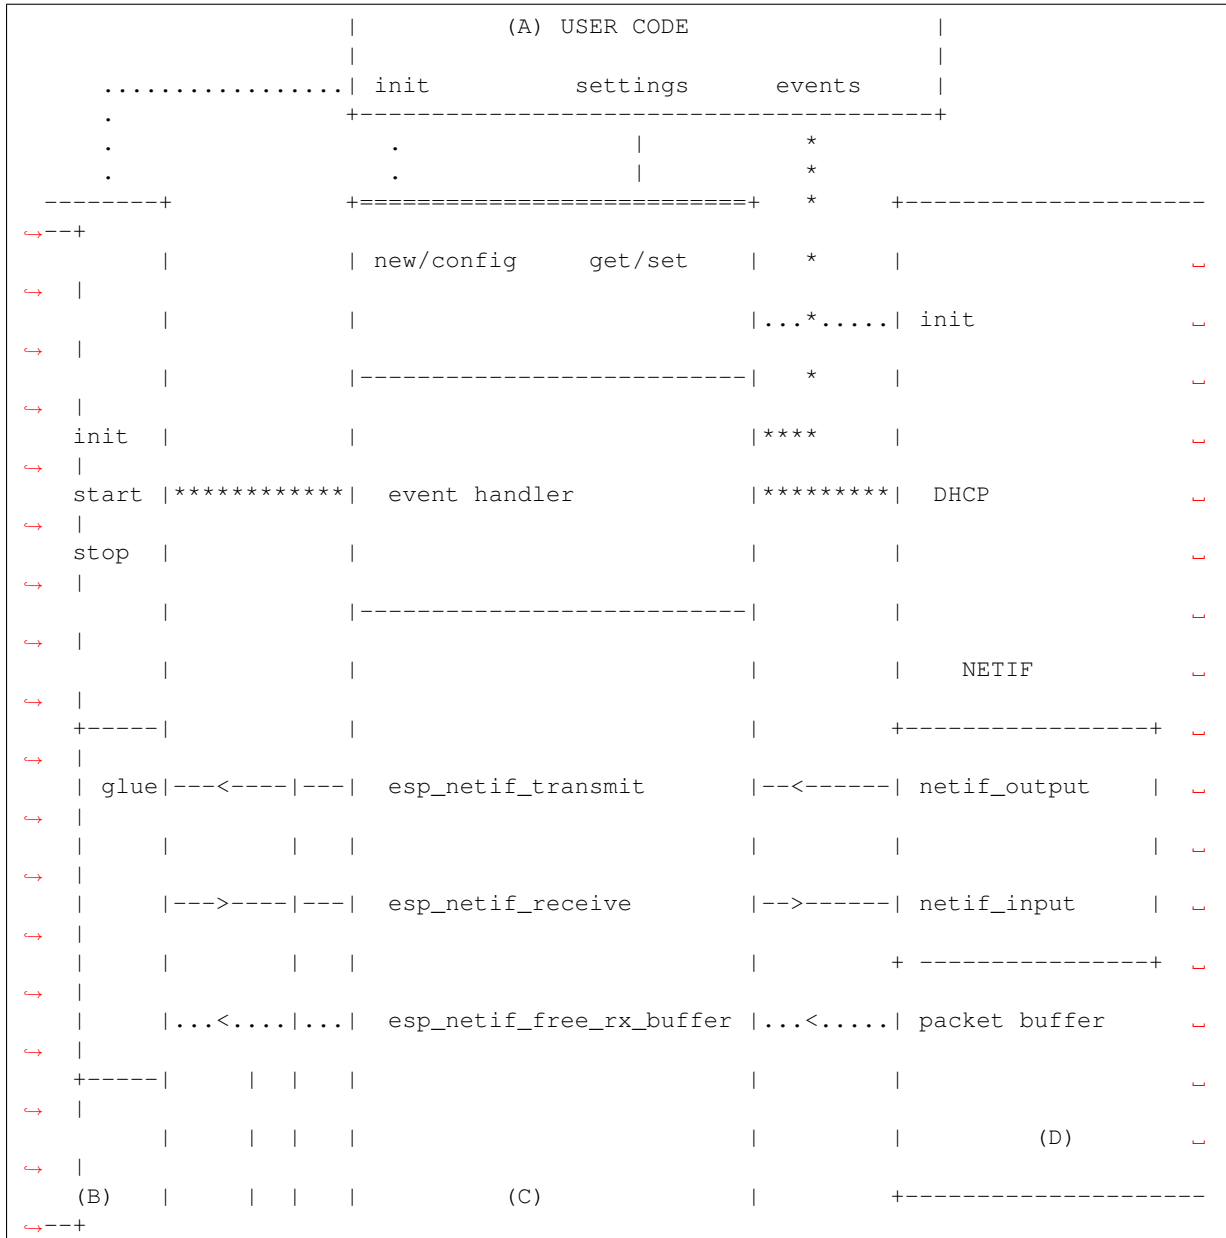 |          (A) USER CODE                 |
|                                        |
.................| init          settings      events     |
.                +----------------------------------------+
.                   .                |           *
.                   .                |           *
--------+            +===========================+   *     +---------------------
↪--+
|            | new/config     get/set    |   *     |                    ␣
↪  |
|            |                           |...*.....| init               ␣
↪  |
|            |---------------------------|   *     |                    ␣
↪  |
init  |            |                           |****     |                    ␣
↪  |
start |************|  event handler            |*********|  DHCP              ␣
↪  |
stop  |            |                           |         |                    ␣
↪  |
|            |---------------------------|         |                    ␣
↪  |
|            |                           |         |    NETIF           ␣
↪  |
+-----|            |                           |         +-----------------+  ␣
↪  |
| glue|---<----|---|  esp_netif_transmit       |--<------| netif_output    |  ␣
↪  |
|     |        |   |                           |         |                 |  ␣
↪  |
|     |--->----|---|  esp_netif_receive        |-->------| netif_input     |  ␣
↪  |
|     |        |   |                           |         + ----------------+  ␣
↪  |
|     |...<....|...|  esp_netif_free_rx_buffer |...<.....| packet buffer      ␣
↪  |
+-----|     |  |   |                           |         |                    ␣
↪  |
|     |  |   |                           |         |         (D)        ␣
↪  |
(B)   |     |  |   |          (C)              |         +---------------------
↪--+